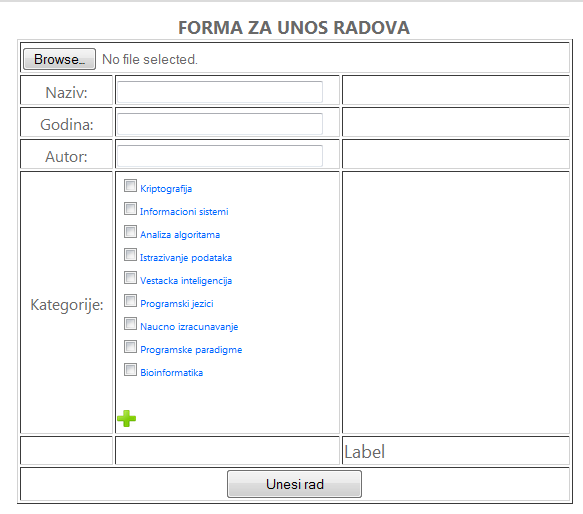 FORMA ZA UNOS RADOVA
Browse... No file selected.
Naziv:
Godina:
Autor:
Kategorije:
Kriptografija
Informacioni sistemi
Analiza algoritama
Istrazivanje podataka
Vestacka inteligencija
Programski jezici
Naucno izracunavanje
Programske paradigme
Bioinformatika
Label
Unesi rad